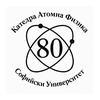 Катедра Атомна Физика
80
Софийски Университет